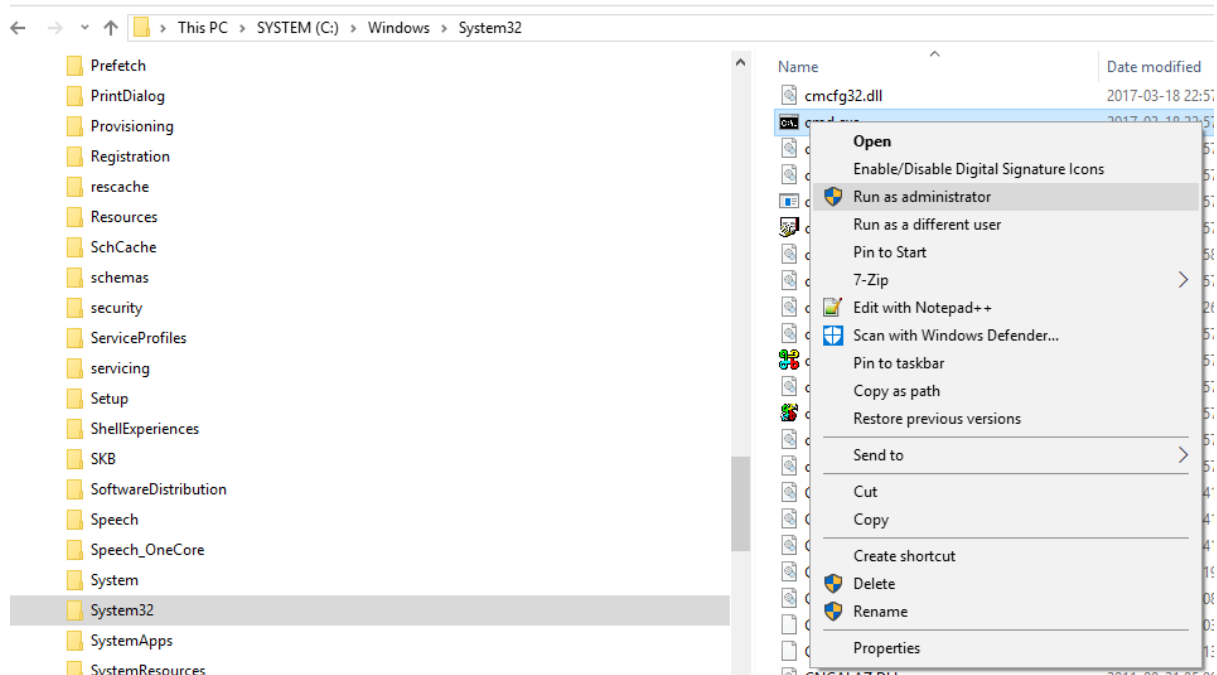 This PC > SYSTEM (C:) > Windows > System32
Prefetch
PrintDialog
Provisioning
Registration
rescache
Resources
SchCache
schemas
security
ServiceProfiles
servicing
Setup
ShellExperiences
SKB
SoftwareDistribution
Speech
Speech_OneCore
System
System32
SystemApps
SystemResources
Name
Date modified
cmcfg32.dll
2017-03-18 22:57
Open
Enable/Disable Digital Signature Icons
Run as administrator
Run as a different user
Pin to Start
7-Zip
Edit with Notepad++
Scan with Windows Defender...
Pin to taskbar
Copy as path
Restore previous versions
Send to
Cut
Copy
Create shortcut
Delete
Rename
Properties